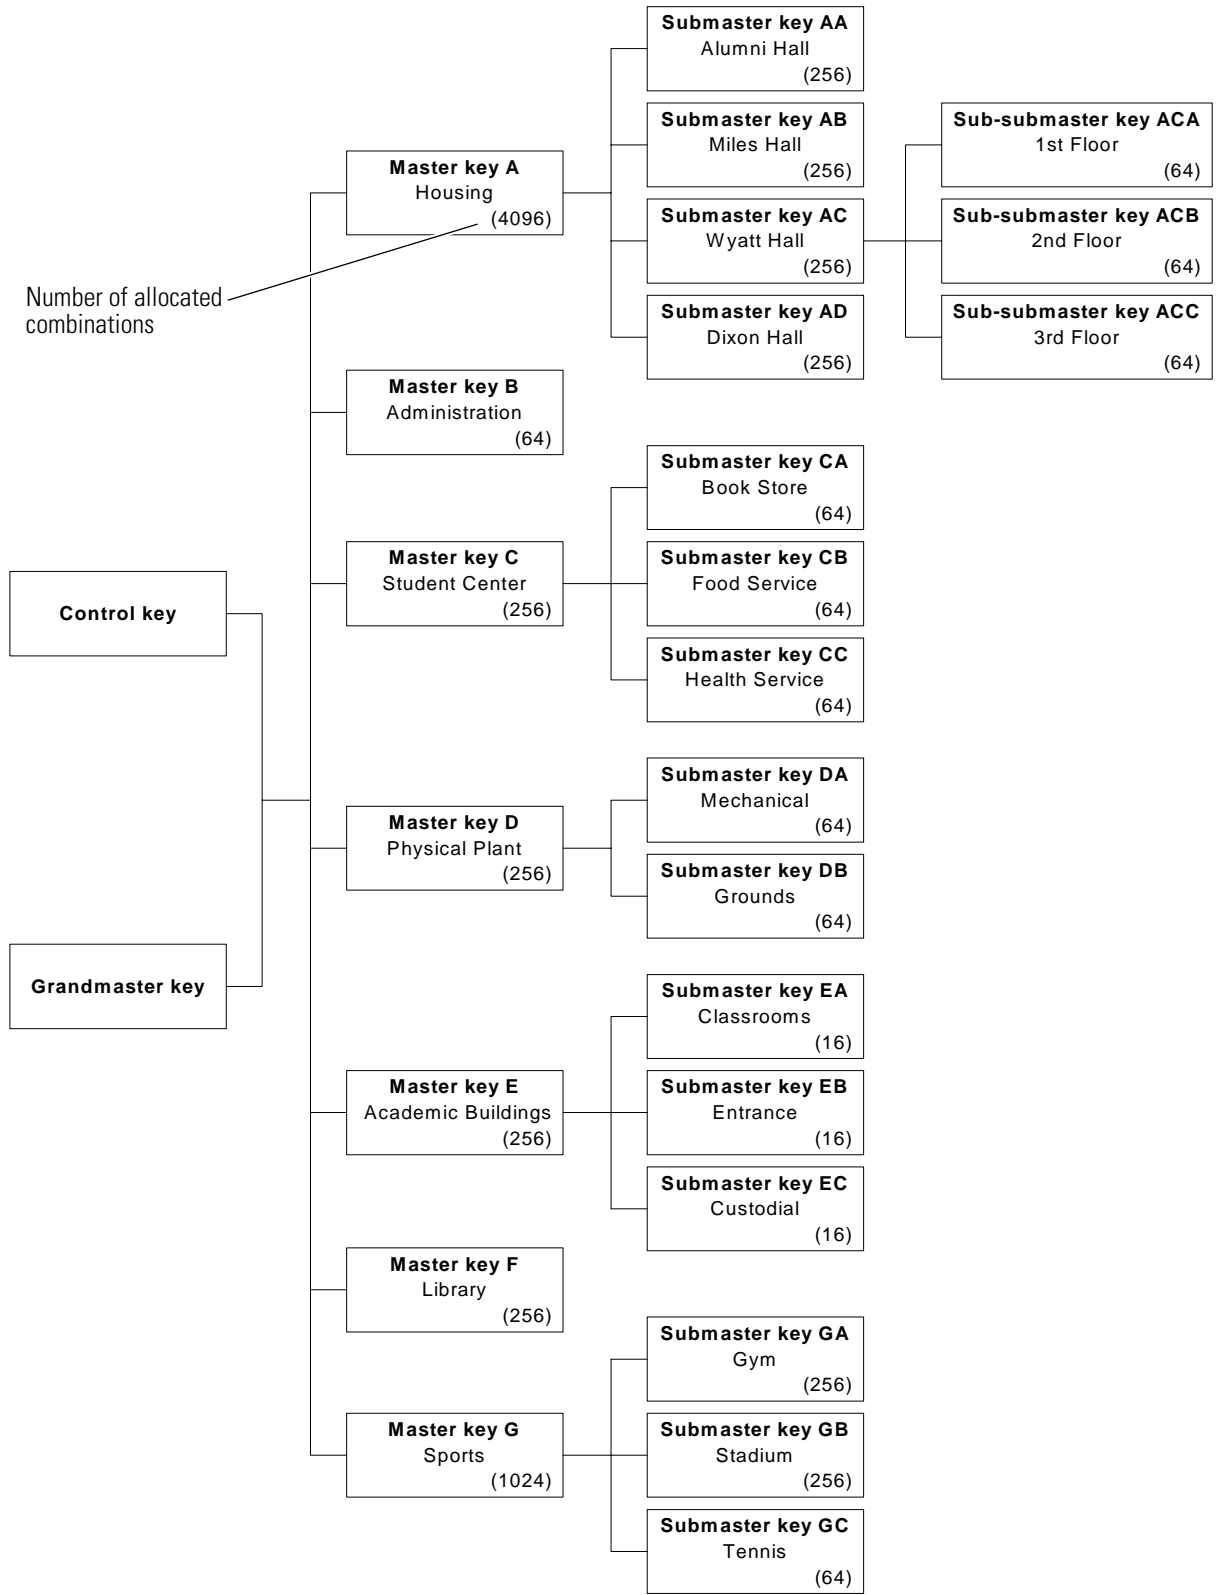 Submaster key AA
Alumni Hall
(256)
Submaster key AB
Miles Hall
(256)
Sub-submaster key ACA
1st Floor
(64)
Master key A
Housing
(4096)
Submaster key AC
Wyatt Hall
(256)
Sub-submaster key ACB
2nd Floor
(64)
Number of allocated
combinations
Submaster key AD
Dixon Hall
(256)
Sub-submaster key ACC
3rd Floor
(64)
Master key B
Administration
(64)
Submaster key CA
Book Store
(64)
Master key C
Student Center
(256)
Submaster key CB
Food Service
(64)
Control key
Submaster key CC
Health Service
(64)
Submaster key DA
Mechanical
(64)
Master key D
Physical Plant
(256)
Submaster key DB
Grounds
(64)
Grandmaster key
Submaster key EA
Classrooms
(16)
Master key E
Academic Buildings
(256)
Submaster key EB
Entrance
(16)
Submaster key EC
Custodial
(16)
Master key F
Library
(256)
Submaster key GA
Gym
(256)
Master key G
Sports
(1024)
Submaster key GB
Stadium
(256)
Submaster key GC
Tennis
(64)